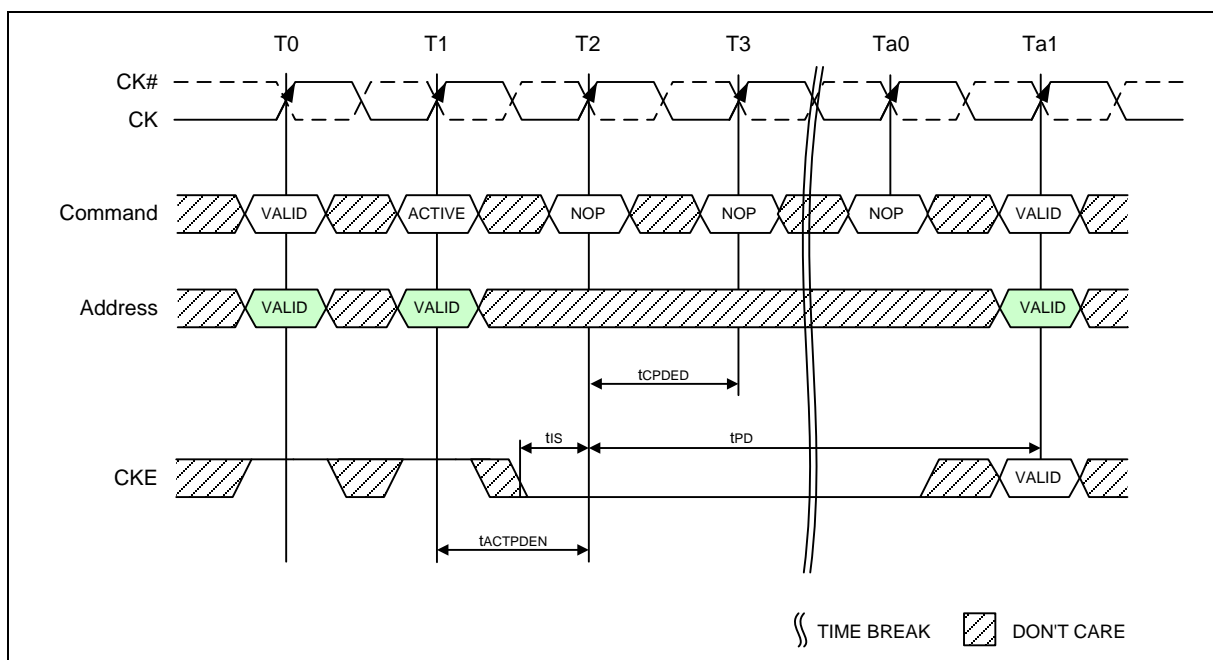 T0 T1 T2 T3 Ta0 Ta1
CK#
CK
Command VALID ACTIVE NOP NOP NOP VALID
Address VALID VALID VALID
tCPDED
tIS tPD
CKE VALID
tACTPDEN
TIME BREAK DON'T CARE